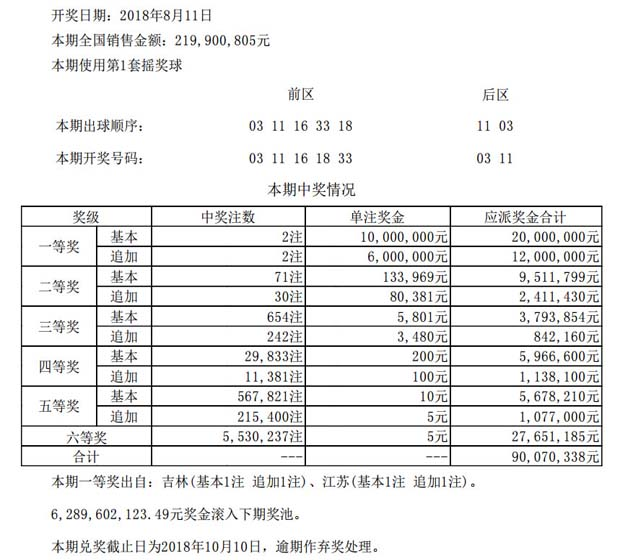 开奖日期：2018年8月11日
本期全国销售金额：219,900,805元
本期使用第1套摇奖球
前区 后区
本期出球顺序： 03 11 16 33 18 11 03
本期开奖号码： 03 11 16 18 33 03 11
本期中奖情况
奖级 中奖注数 单注奖金 应派奖金合计
一等奖 基本 2注 10,000,000元 20,000,000元
追加 2注 6,000,000元 12,000,000元
二等奖 基本 71注 133,969元 9,511,799元
追加 30注 80,381元 2,411,430元
三等奖 基本 654注 5,801元 3,793,854元
追加 242注 3,480元 842,160元
四等奖 基本 29,833注 200元 5,966,600元
追加 11,381注 100元 1,138,100元
五等奖 基本 567,821注 10元 5,678,210元
追加 215,400注 5元 1,077,000元
六等奖 5,530,237注 5元 27,651,185元
合计 --- --- 90,070,338元
本期一等奖出自：吉林(基本1注 追加1注)、江苏(基本1注 追加1注)。
6,289,602,123.49元奖金滚入下期奖池。
本期兑奖截止日为2018年10月10日，逾期作弃奖处理。